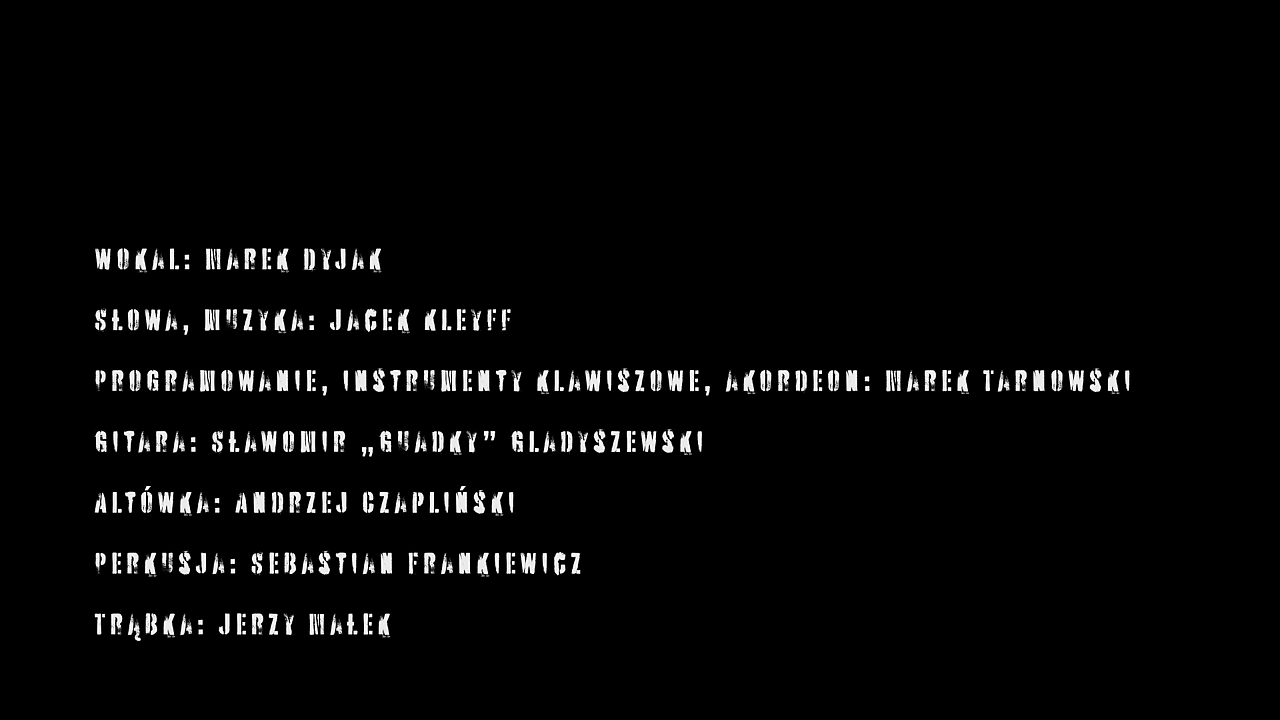 WOKAL: MAREK DYJAK
SŁOWA, MUZYKA: JACEK KLEYFF
PROGRAMOWANIE, INSTRUMENTY KLAWISZOWE, AKORDEON: MAREK TARNOWSKI
GITARA: SŁAWOMIR „GUADKY” GLADYSZEWSKI
ALTÓWKA: ANDRZEJ CZAPLIŃSKI
PERKUSJA: SEBASTIAN FRANKIEWICZ
TRĄBKA: JERZY MAŁEK